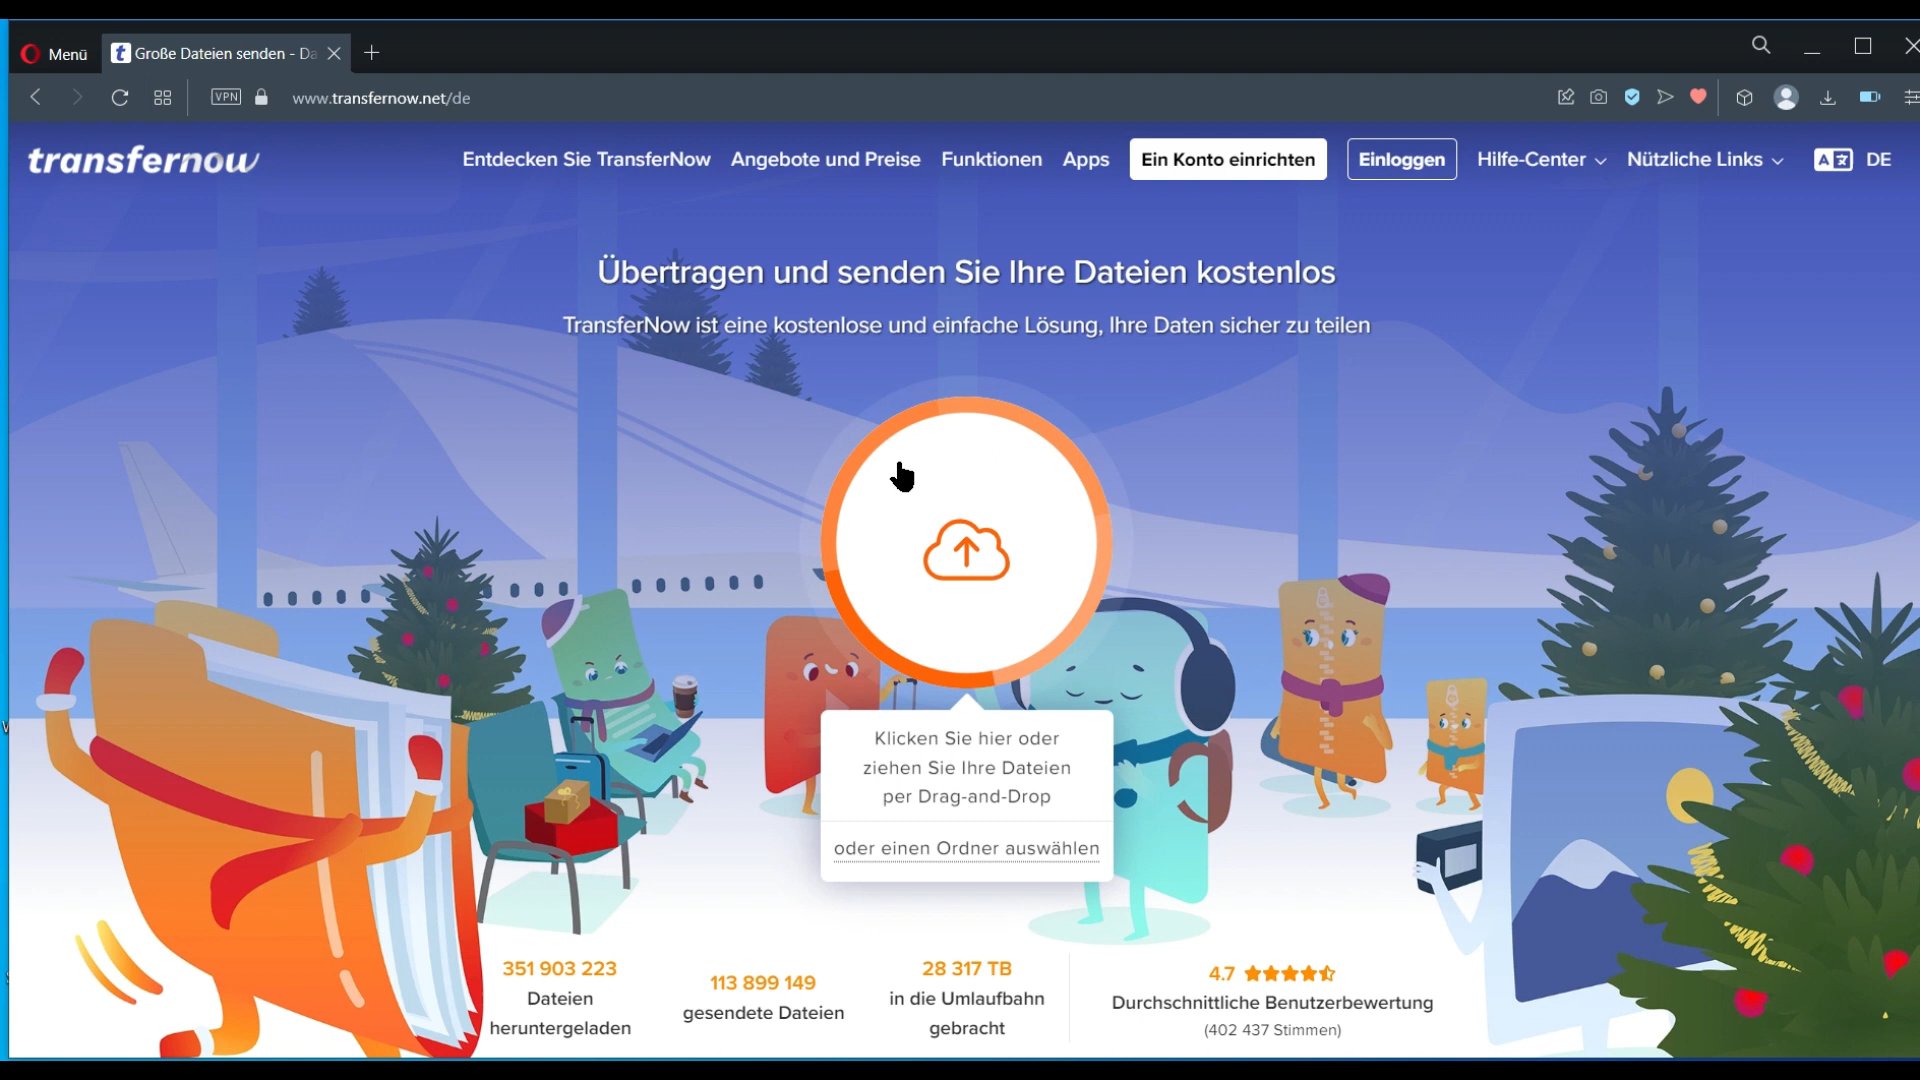 Menü
Große Dateien senden - Da
VPN
www.transfernow.net/de
transfernow
Entdecken Sie TransferNow
Angebote und Preise
Funktionen
Apps
Ein Konto einrichten
Einloggen
Hilfe-Center
Nützliche Links
DE
Übertragen und senden Sie Ihre Dateien kostenlos
TransferNow ist eine kostenlose und einfache Lösung, Ihre Daten sicher zu teilen
Klicken Sie hier oder
ziehen Sie Ihre Dateien
per Drag-and-Drop
oder einen Ordner auswählen
351 903 223
Dateien
heruntergeladen
113 899 149
gesendete Dateien
28 317 TB
in die Umlaufbahn
gebracht
4.7
Durchschnittliche Benutzerbewertung
(402 437 Stimmen)